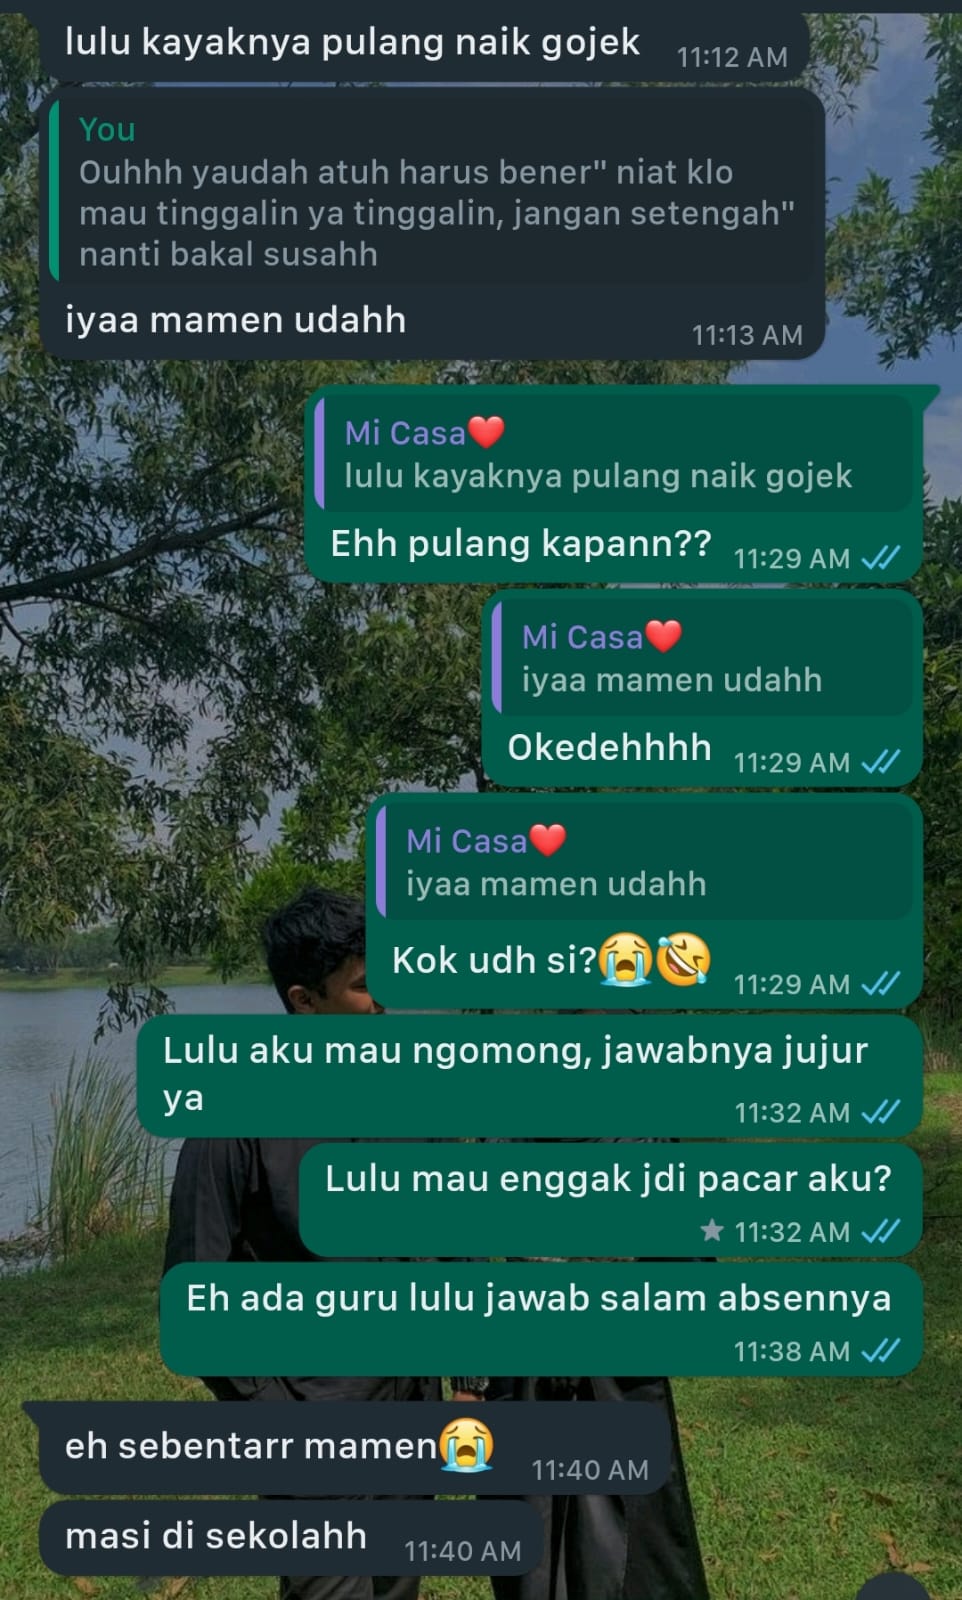 lulu kayaknya pulang naik gojek
11:12 AM
You
Ouhhh yaudah atuh harus bener" niat klo
mau tinggalin ya tinggalin, jangan setengah"
nanti bakal susahh
iyaa mamen udahh
11:13 AM
Mi Casa❤️
lulu kayaknya pulang naik gojek
Ehh pulang kapann??
11:29 AM
Mi Casa❤️
iyaa mamen udahh
Okedehhhh
11:29 AM
Mi Casa❤️
iyaa mamen udahh
Kok udh si?😭🤣
11:29 AM
Lulu aku mau ngomong, jawabnya jujur
ya
11:32 AM
Lulu mau enggak jdi pacar aku?
11:32 AM
Eh ada guru lulu jawab salam absennya
11:38 AM
eh sebentarr mamen😭
11:40 AM
masi di sekolahh
11:40 AM